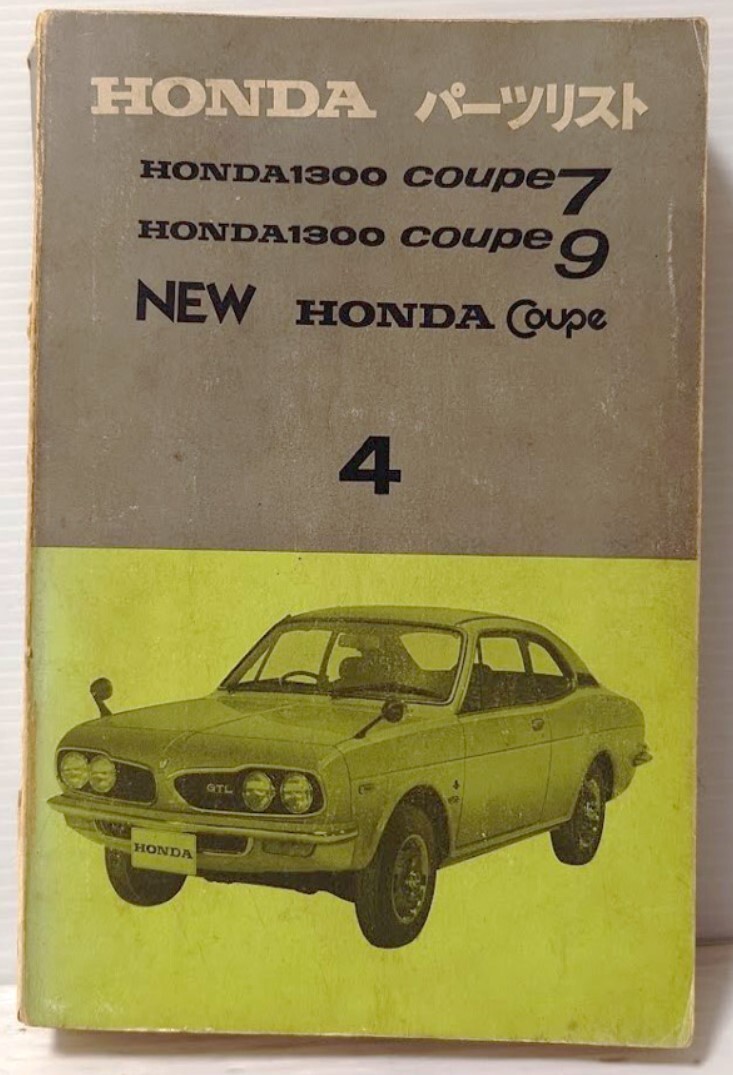 HONDA パーツリスト
HONDA1300 coupe7
HONDA1300 coupe9
NEW HONDA Coupe
4
GTL
HONDA